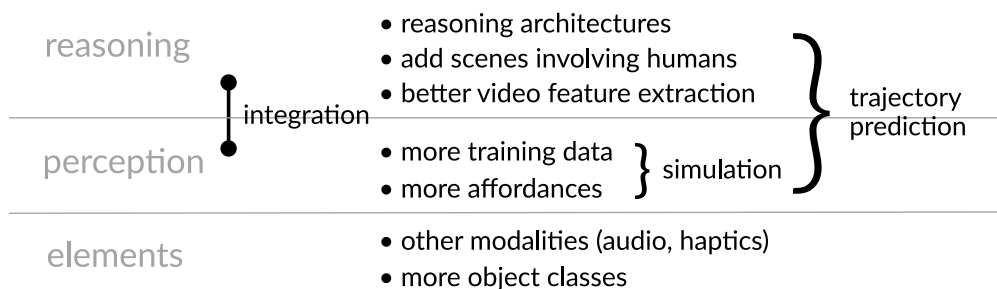 reasoning
• reasoning architectures
• add scenes involving humans
• better video feature extraction
integration
trajectory
prediction
perception
• more training data
• more affordances
simulation
elements
• other modalities (audio, haptics)
• more object classes